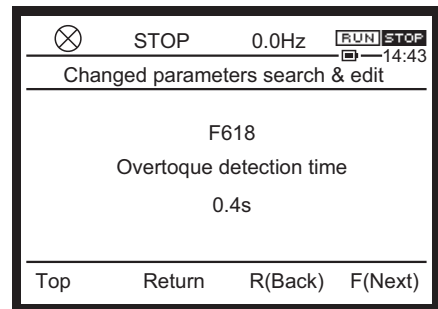 STOP 0.0Hz RUN STOP
14:43
Changed parameters search & edit
F618
Overtoque detection time
0.4s
Top Return R(Back) F(Next)